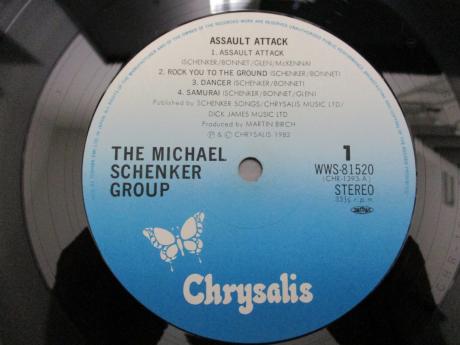 ASSAULT ATTACK
1. ASSAULT ATTACK
(SCHENKER/BONNET/GLEN/McKENNA)
2. ROCK YOU TO THE GROUND (SCHENKER/BONNET)
3. DANCER (SCHENKER/BONNET)
4. SAMURAI (SCHENKER/BONNET/GLEN)
Published by SCHENKER SONGS/CHRYSALIS MUSIC LTD/
DICK JAMES MUSIC LTD
Produced by MARTIN BIRCH
℗ & © CHRYSALIS 1982
THE MICHAEL
SCHENKER
GROUP
1
WWS-81520
(CHR-1393 A)
STEREO
33⅓ r.p.m.
Chrysalis